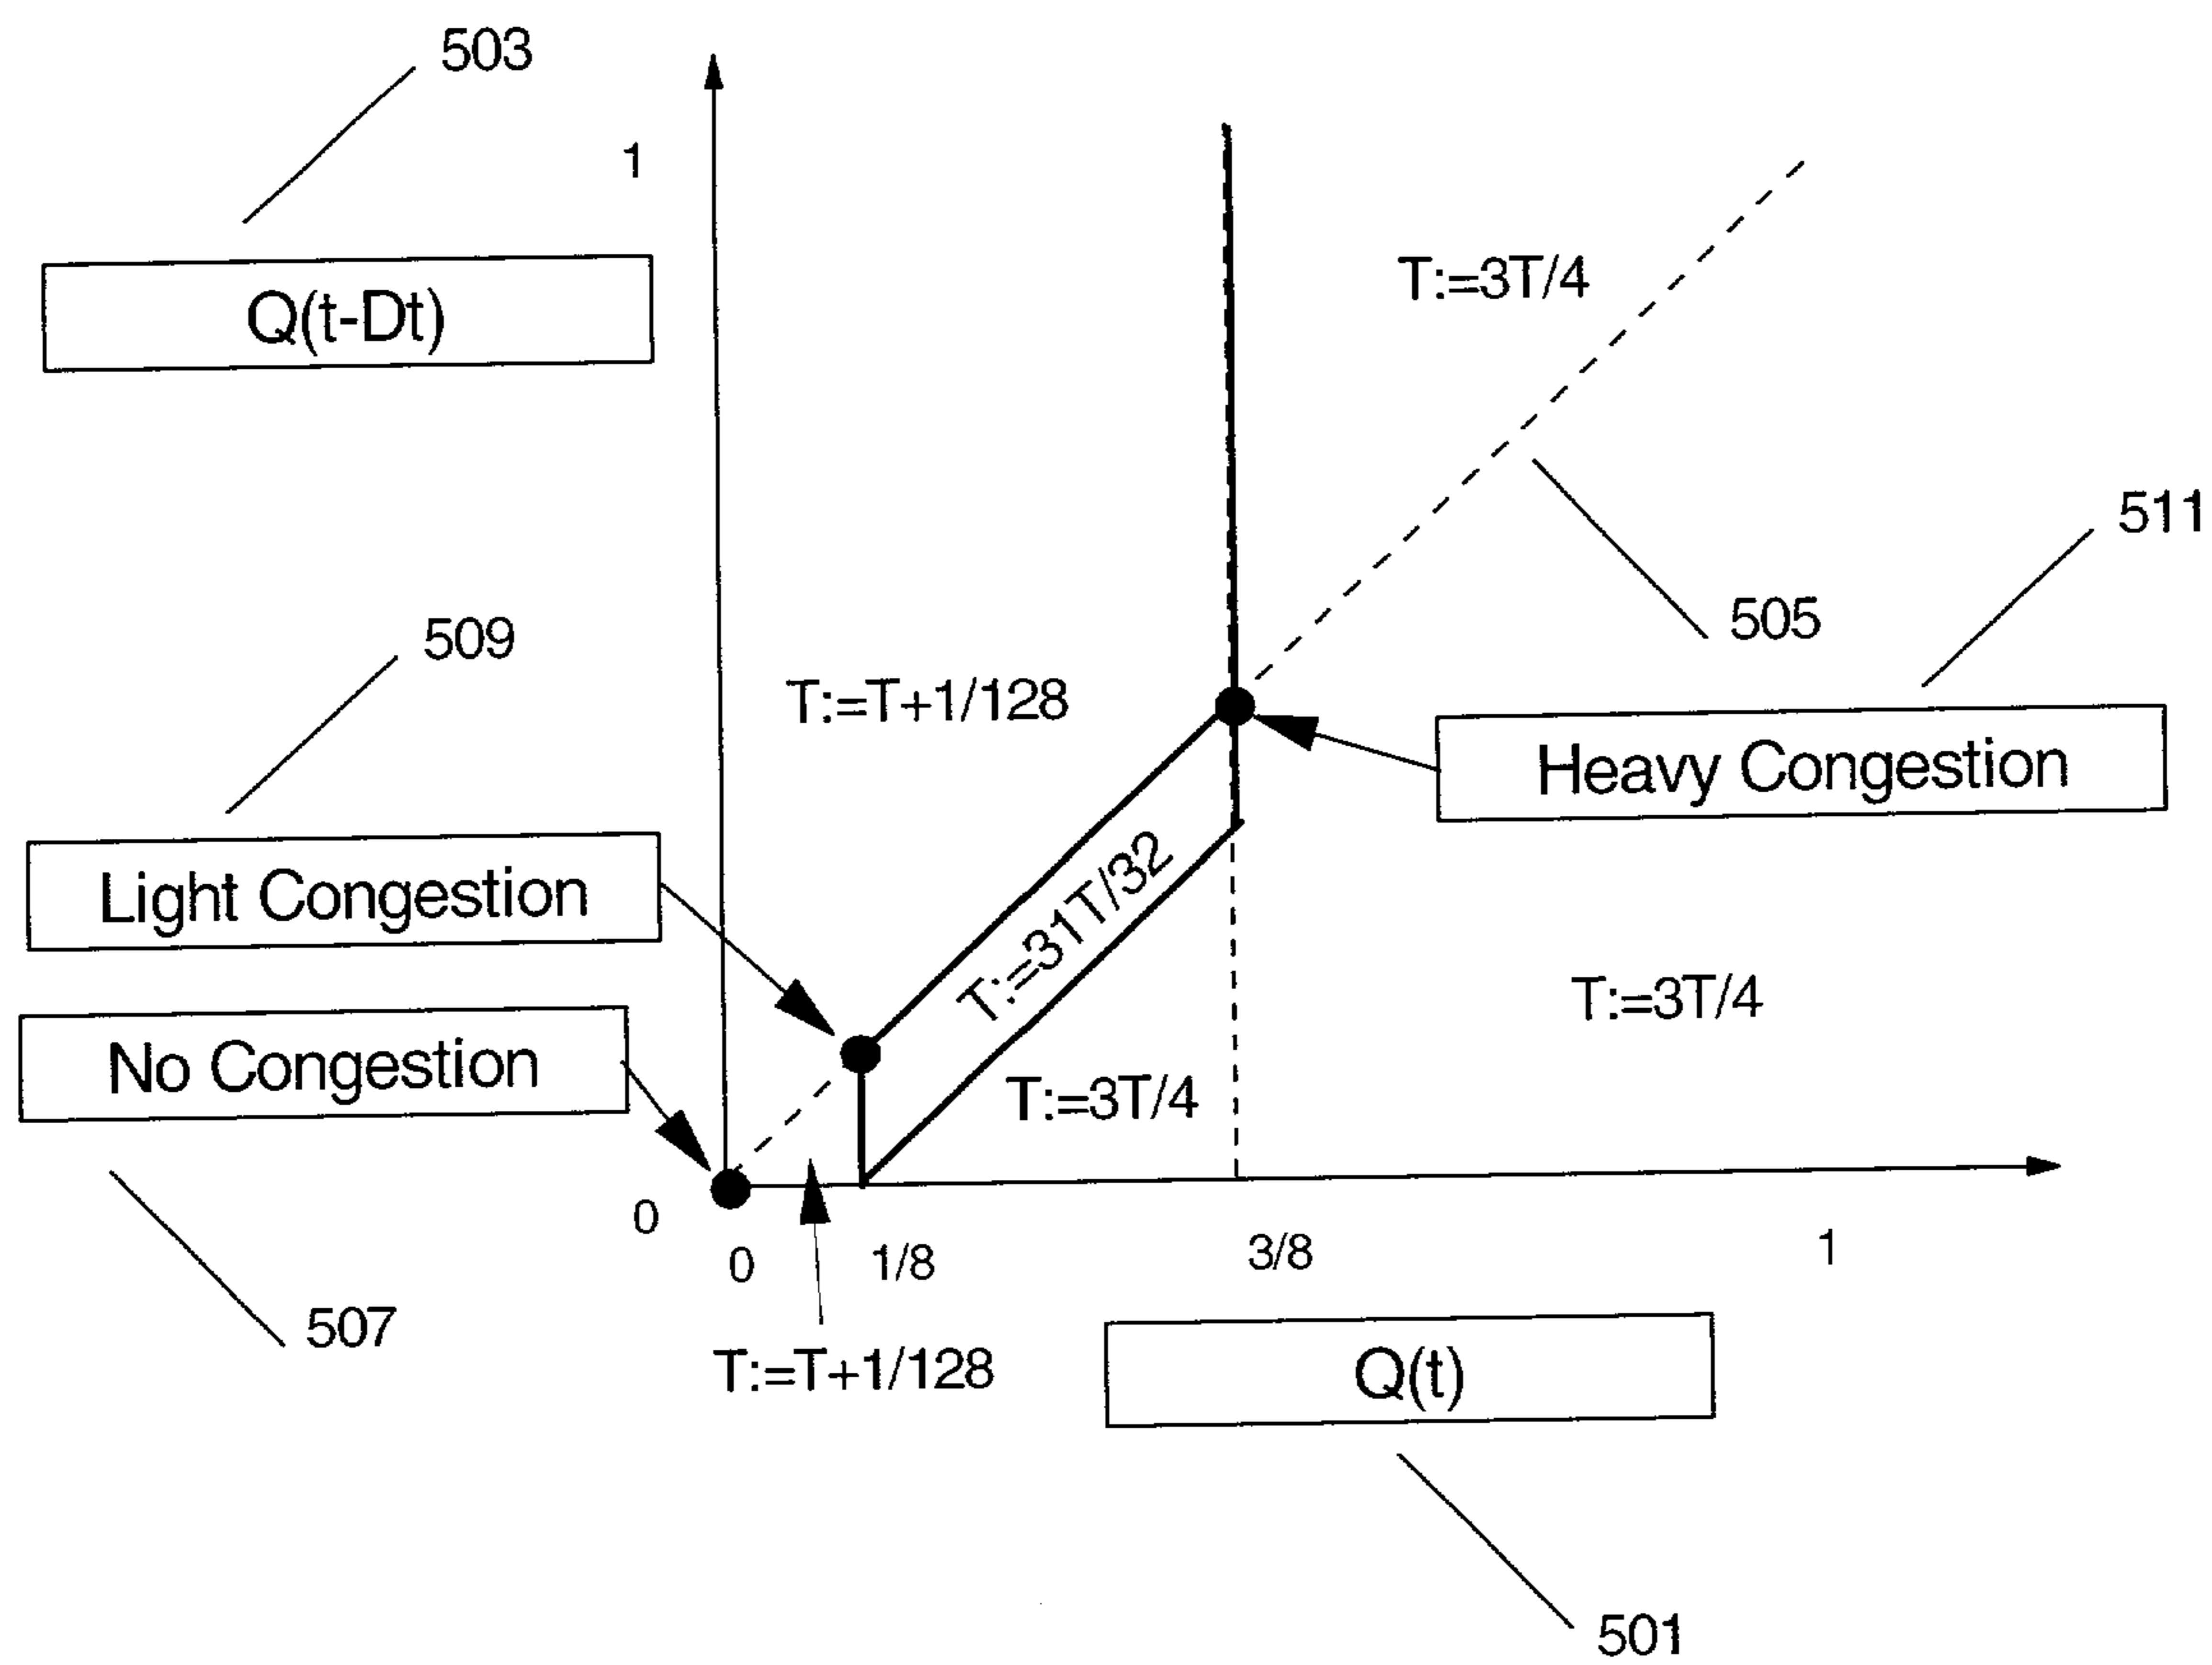 503
1
Q(t-Dt)
T:=3T/4
511
505
509
T:=T+1/128
Heavy Congestion
Light Congestion
T:=31T/32
No Congestion
T:=3T/4
T:=3T/4
0
0
1/8
3/8
1
507
T:=T+1/128
Q(t)
501